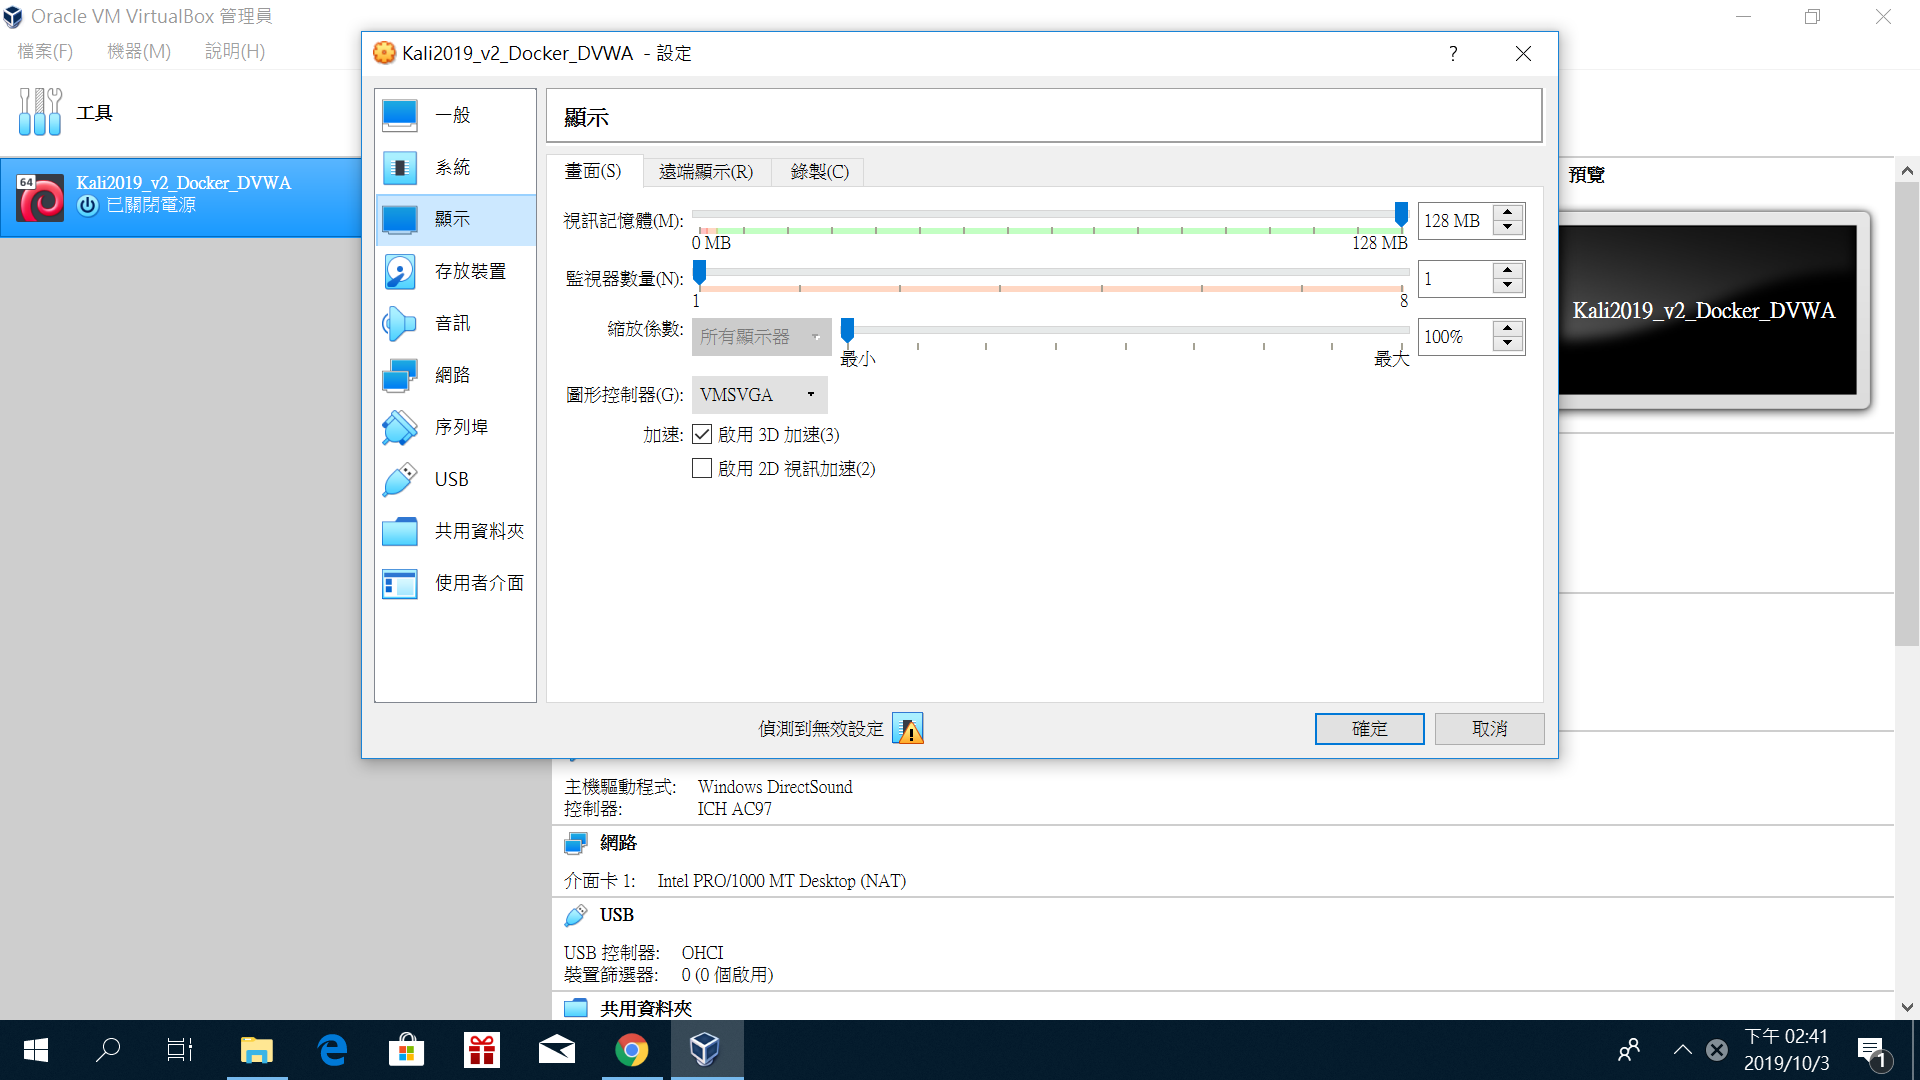 Oracle VM VirtualBox 管理員
檔案(F) 機器(M) 說明(H)
工具
64
Kali2019_v2_Docker_DVWA
已關閉電源
Kali2019_v2_Docker_DVWA - 設定
?
一般
系統
顯示
存放裝置
音訊
網路
序列埠
USB
共用資料夾
使用者介面
顯示
畫面(S) 遠端顯示(R) 錄製(C)
視訊記憶體(M): 128 MB
0 MB 128 MB
監視器數量(N): 1
1 8
縮放係數: 所有顯示器 100%
最小 最大
圖形控制器(G): VMSVGA
加速: 啟用 3D 加速(3)
啟用 2D 視訊加速(2)
偵測到無效設定 確定 取消
預覽
Kali2019_v2_Docker_DVWA
主機驅動程式: Windows DirectSound
控制器: ICH AC97
網路
介面卡 1: Intel PRO/1000 MT Desktop (NAT)
USB
USB 控制器: OHCI
裝置篩選器: 0 (0 個啟用)
共用資料夾
下午 02:41
2019/10/3
1